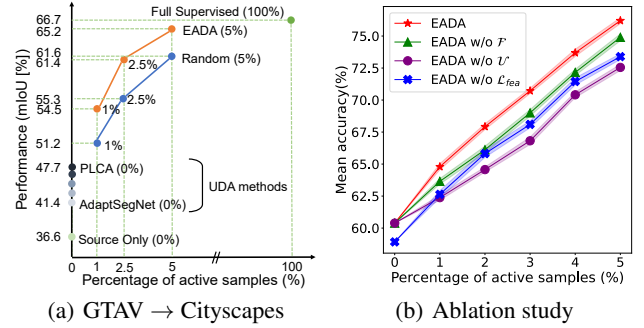 Full Supervised (100%)
66.7
65.2
61.4
55.3
54.5
51.2
47.7
41.4
36.6
Performance (mIoU [%])
EADA (5%)
Random (5%)
2.5%
2.5%
1%
1%
PLCA (0%)
UDA methods
AdaptSegNet (0%)
Source Only (0%)
0 1 2.5 5 100
Percentage of active samples (%)
(a) GTAV → Cityscapes
EADA
EADA w/o F
EADA w/o U
EADA w/o L_fea
Mean accuracy(%)
75.0
72.5
70.0
67.5
65.0
62.5
60.0
0 1 2 3 4 5
Percentage of active samples (%)
(b) Ablation study